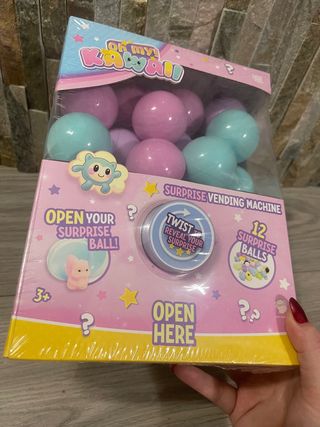 OH MY!
KAWAII
SURPRISE VENDING MACHINE
OPEN YOUR
SURPRISE
BALL!
TWIST
REVEAL YOUR
SURPRISE
12
SURPRISE
BALLS
3+
OPEN
HERE